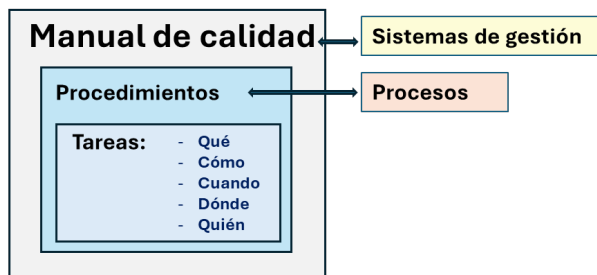 Manual de calidad
Sistemas de gestión
Procedimientos
Procesos
Tareas:
- Qué
- Cómo
- Cuando
- Dónde
- Quién